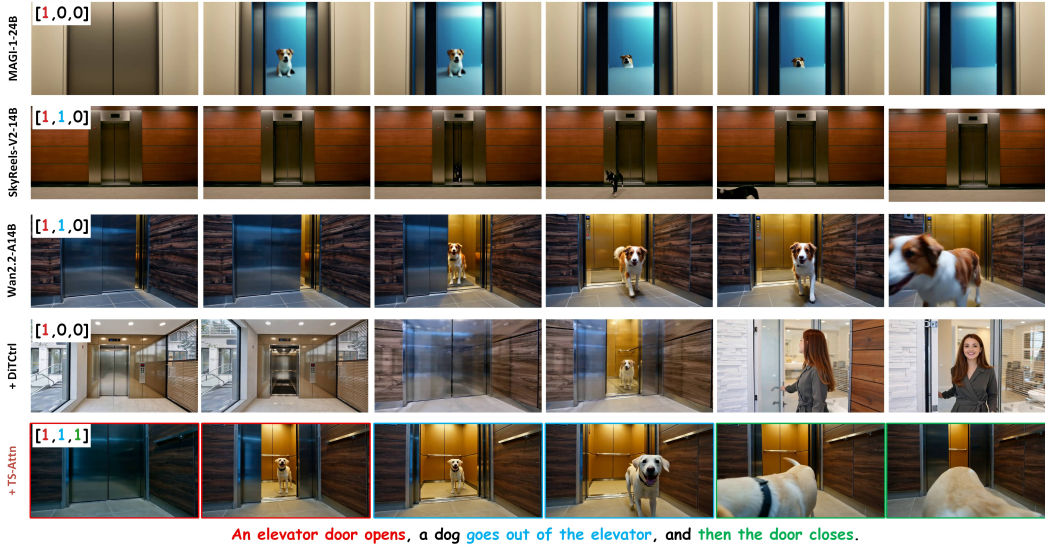 MAGI-1-24B
[1,0,0]
SkyReels-V2-14B
[1,1,0]
Wan2.2-A14B
[1,1,0]
+ DiTCtrl
[1,0,0]
+ TS-Attn
[1,1,1]
An elevator door opens, a dog goes out of the elevator, and then the door closes.